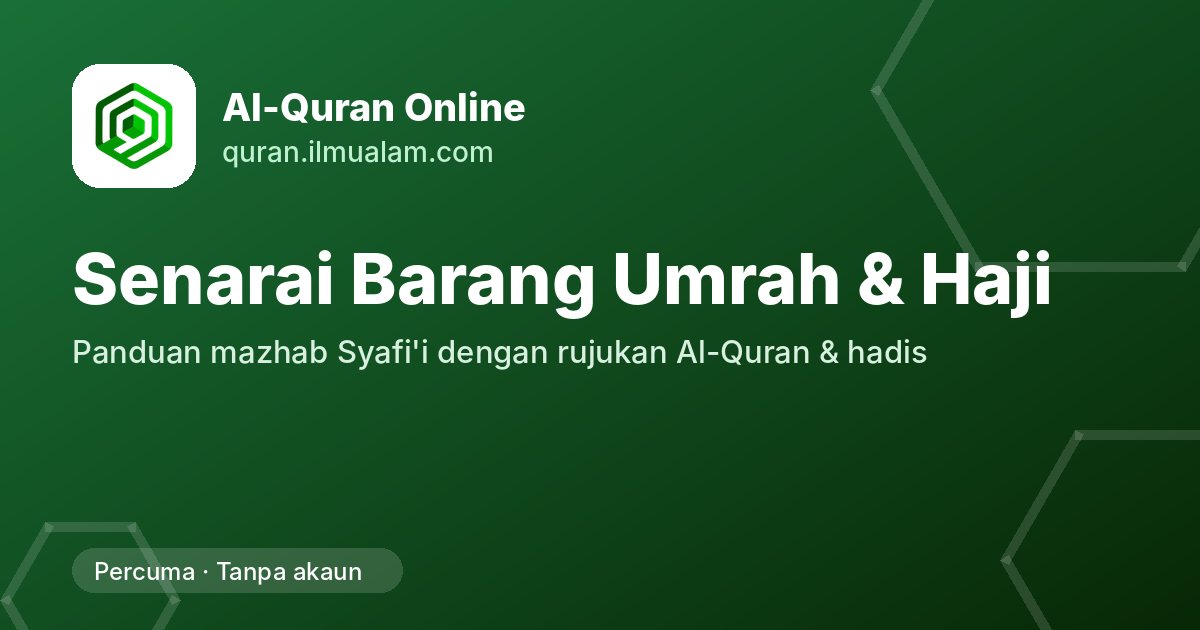 Al-Quran Online
quran.ilmualam.com
Senarai Barang Umrah & Haji
Panduan mazhab Syafi'i dengan rujukan Al-Quran & hadis
Percuma · Tanpa akaun